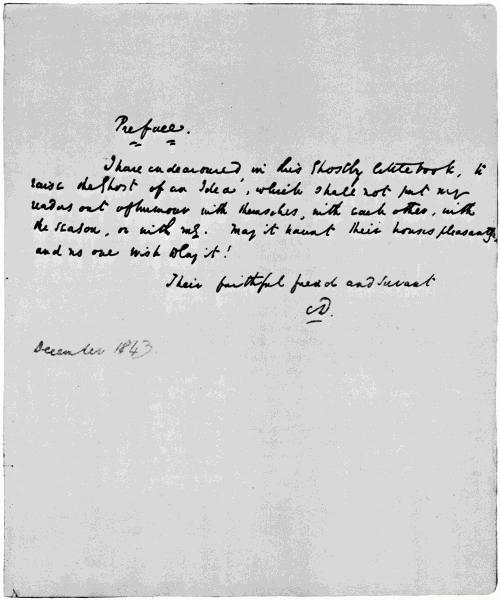 Preface.
I have endeavoured in this Ghostly little book, to
raise the Ghost of an Idea, which shall not put my
readers out of humour with themselves, with each other, with
the season, or with me. May it haunt their houses pleasantly,
and no one wish to lay it!
Their faithful friend and servant
CD.
December 1843.